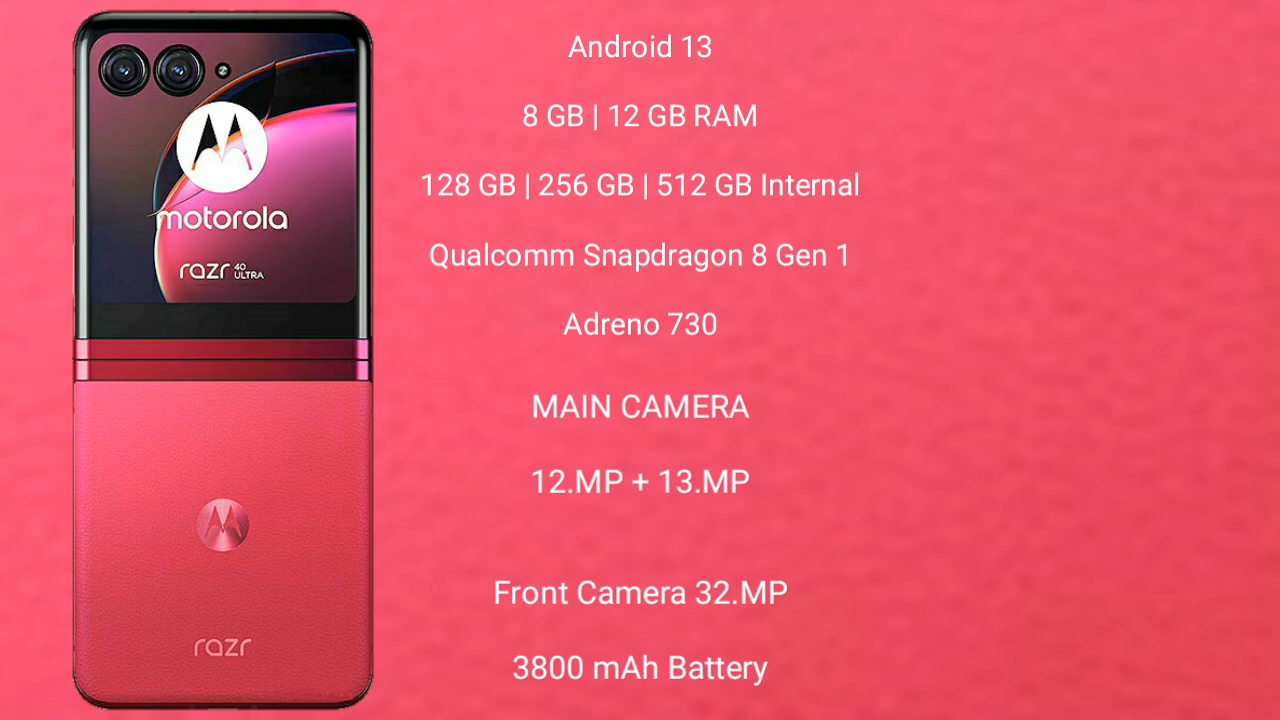 motorola
razr 40 ULTRA
razr
Android 13
8 GB | 12 GB RAM
128 GB | 256 GB | 512 GB Internal
Qualcomm Snapdragon 8 Gen 1
Adreno 730
MAIN CAMERA
12.MP + 13.MP
Front Camera 32.MP
3800 mAh Battery